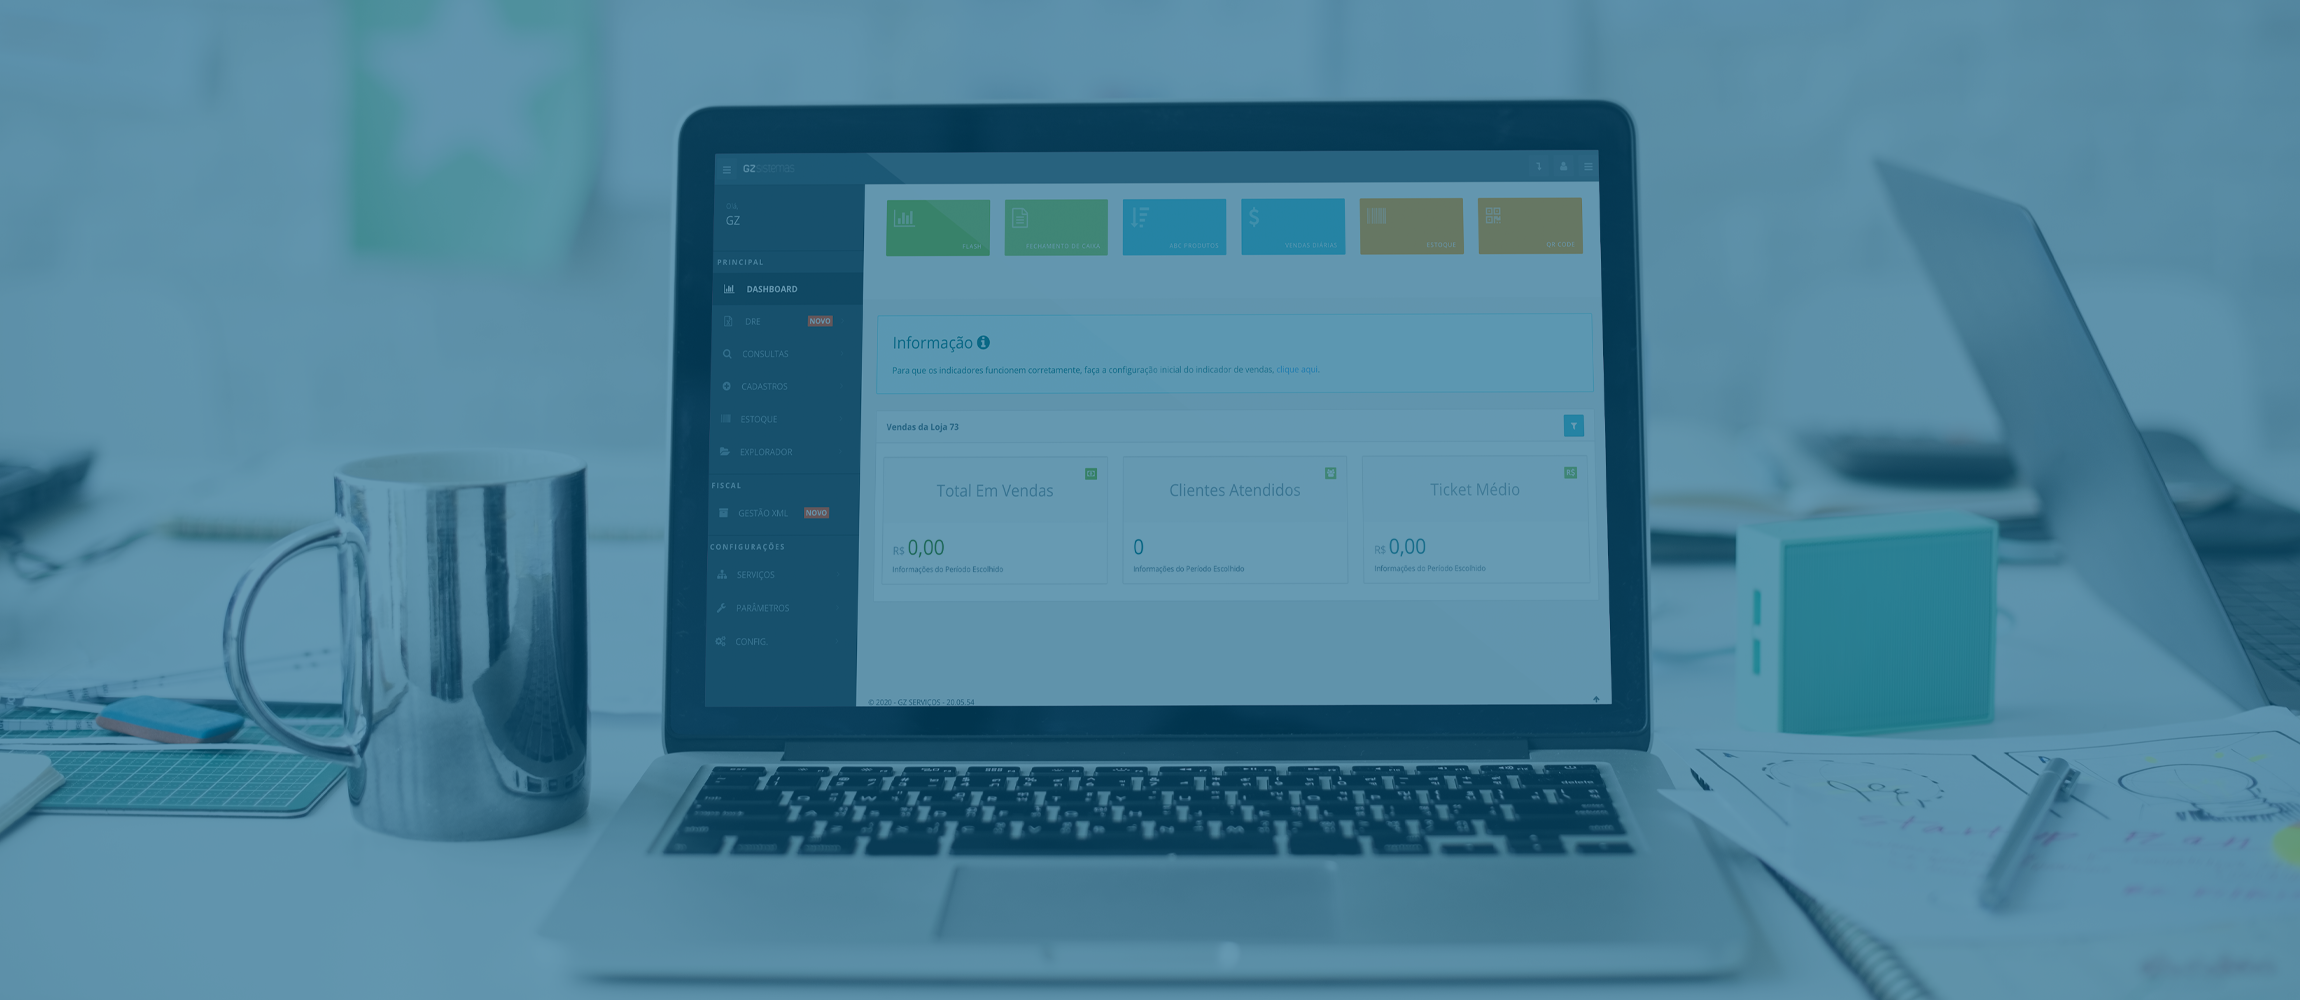 GZsistemas
Olá,
GZ
PRINCIPAL
DASHBOARD
DRE NOVO
CONSULTAS
CADASTROS
ESTOQUE
EXPLORADOR
FISCAL
GESTÃO XML NOVO
CONFIGURAÇÕES
SERVIÇOS
PARÂMETROS
CONFIG.
FLASH
FECHAMENTO DE CAIXA
ABC PRODUTOS
VENDAS DIÁRIAS
ESTOQUE
QR CODE
Informação
Para que os indicadores funcionem corretamente, faça a configuração inicial do indicador de vendas, clique aqui.
Vendas da Loja 73
Total Em Vendas
R$ 0,00
Informações do Período Escolhido
Clientes Atendidos
0
Informações do Período Escolhido
Ticket Médio
R$
R$ 0,00
Informações do Período Escolhido
© 2020 - GZ SERVIÇOS - 20.05.54
startup